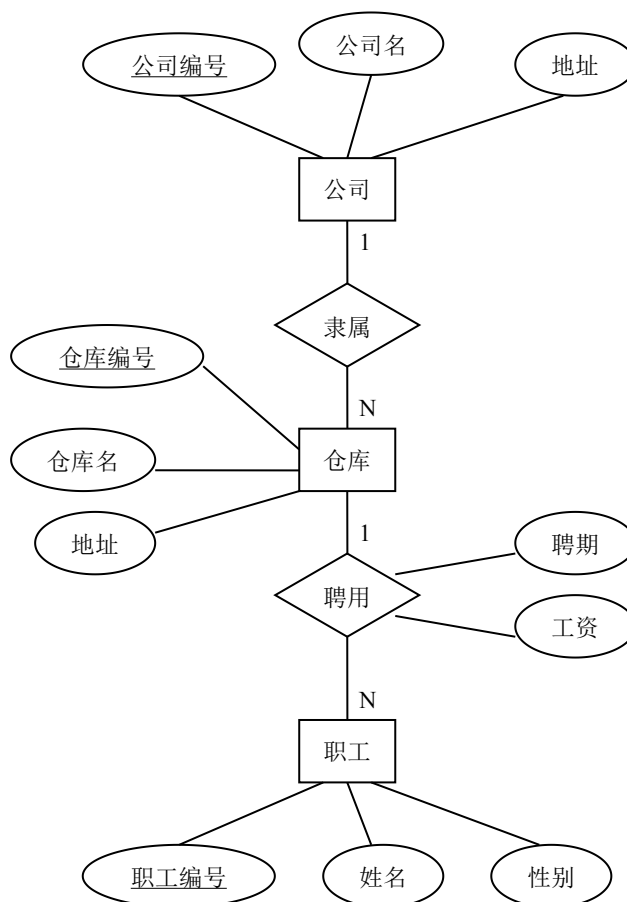 公司编号
公司名
地址
公司
1
隶属
仓库编号
N
仓库名
仓库
地址
1
聘期
聘用
工资
N
职工
职工编号
姓名
性别